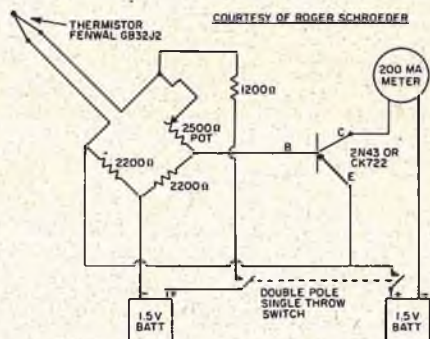 COURTESY OF ROGER SCHROEDER
THERMISTOR
FENWAL GB32J2
200 MA
METER
1200Ω
2500Ω
POT
C
B
2N43 OR
CK722
E
2200Ω
2200Ω
DOUBLE POLE
SINGLE THROW
SWITCH
- +
1.5V
BATT
+ -
1.5V
BATT